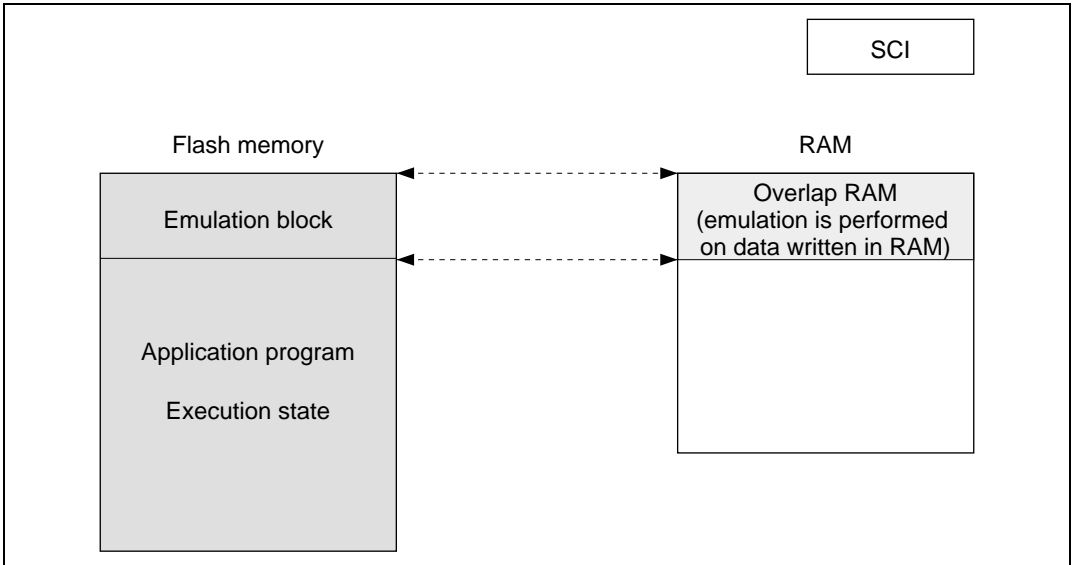 SCI
Flash memory
RAM
Emulation block
Overlap RAM
(emulation is performed
on data written in RAM)
Application program
Execution state